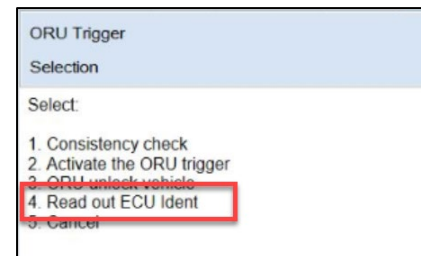 ORU Trigger
Selection
Select:
1. Consistency check
2. Activate the ORU trigger
3. ORU unlock vehicle
4. Read out ECU Ident
5. Cancel